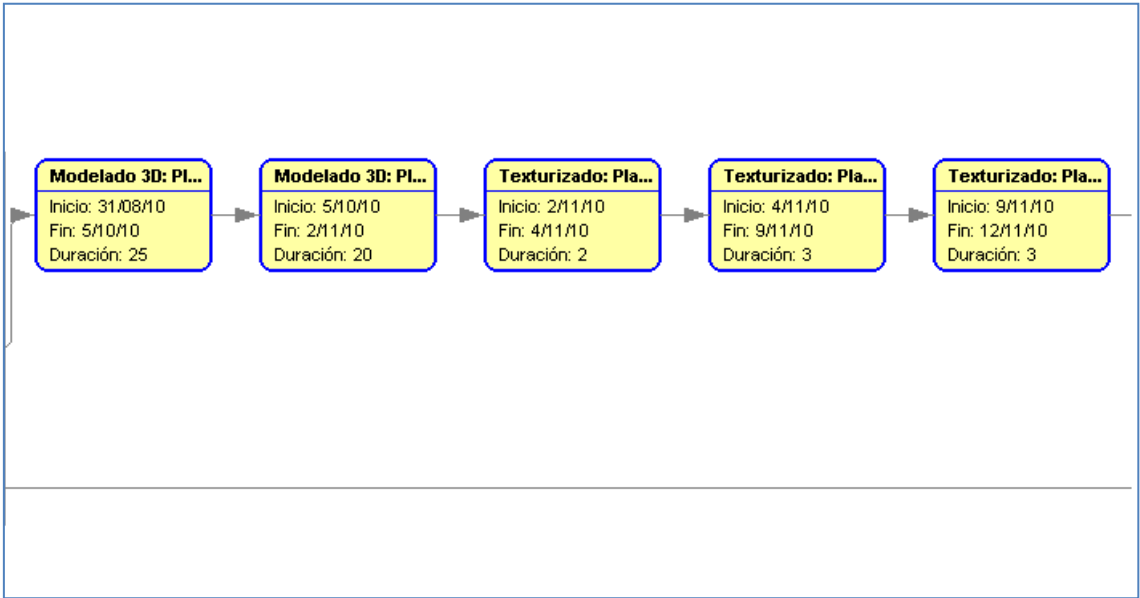 Modelado 3D: Pl...
Inicio: 31/08/10
Fin: 5/10/10
Duración: 25
Modelado 3D: Pl...
Inicio: 5/10/10
Fin: 2/11/10
Duración: 20
Texturizado: Pla...
Inicio: 2/11/10
Fin: 4/11/10
Duración: 2
Texturizado: Pla...
Inicio: 4/11/10
Fin: 9/11/10
Duración: 3
Texturizado: Pla...
Inicio: 9/11/10
Fin: 12/11/10
Duración: 3